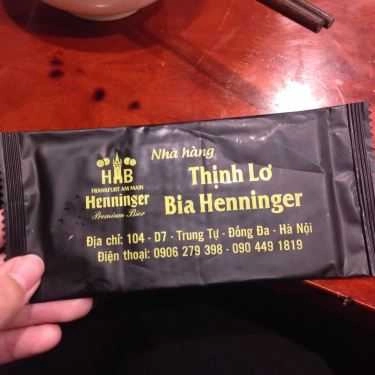 HB
FRANKFURT AM MAIN
Henninger
Premium Bier
Nhà hàng
Thịnh Lơ
Bia Henninger
Địa chỉ: 104 - D7 - Trung Tự - Đống Đa - Hà Nội
Điện thoại: 0906 279 398 - 090 449 1819